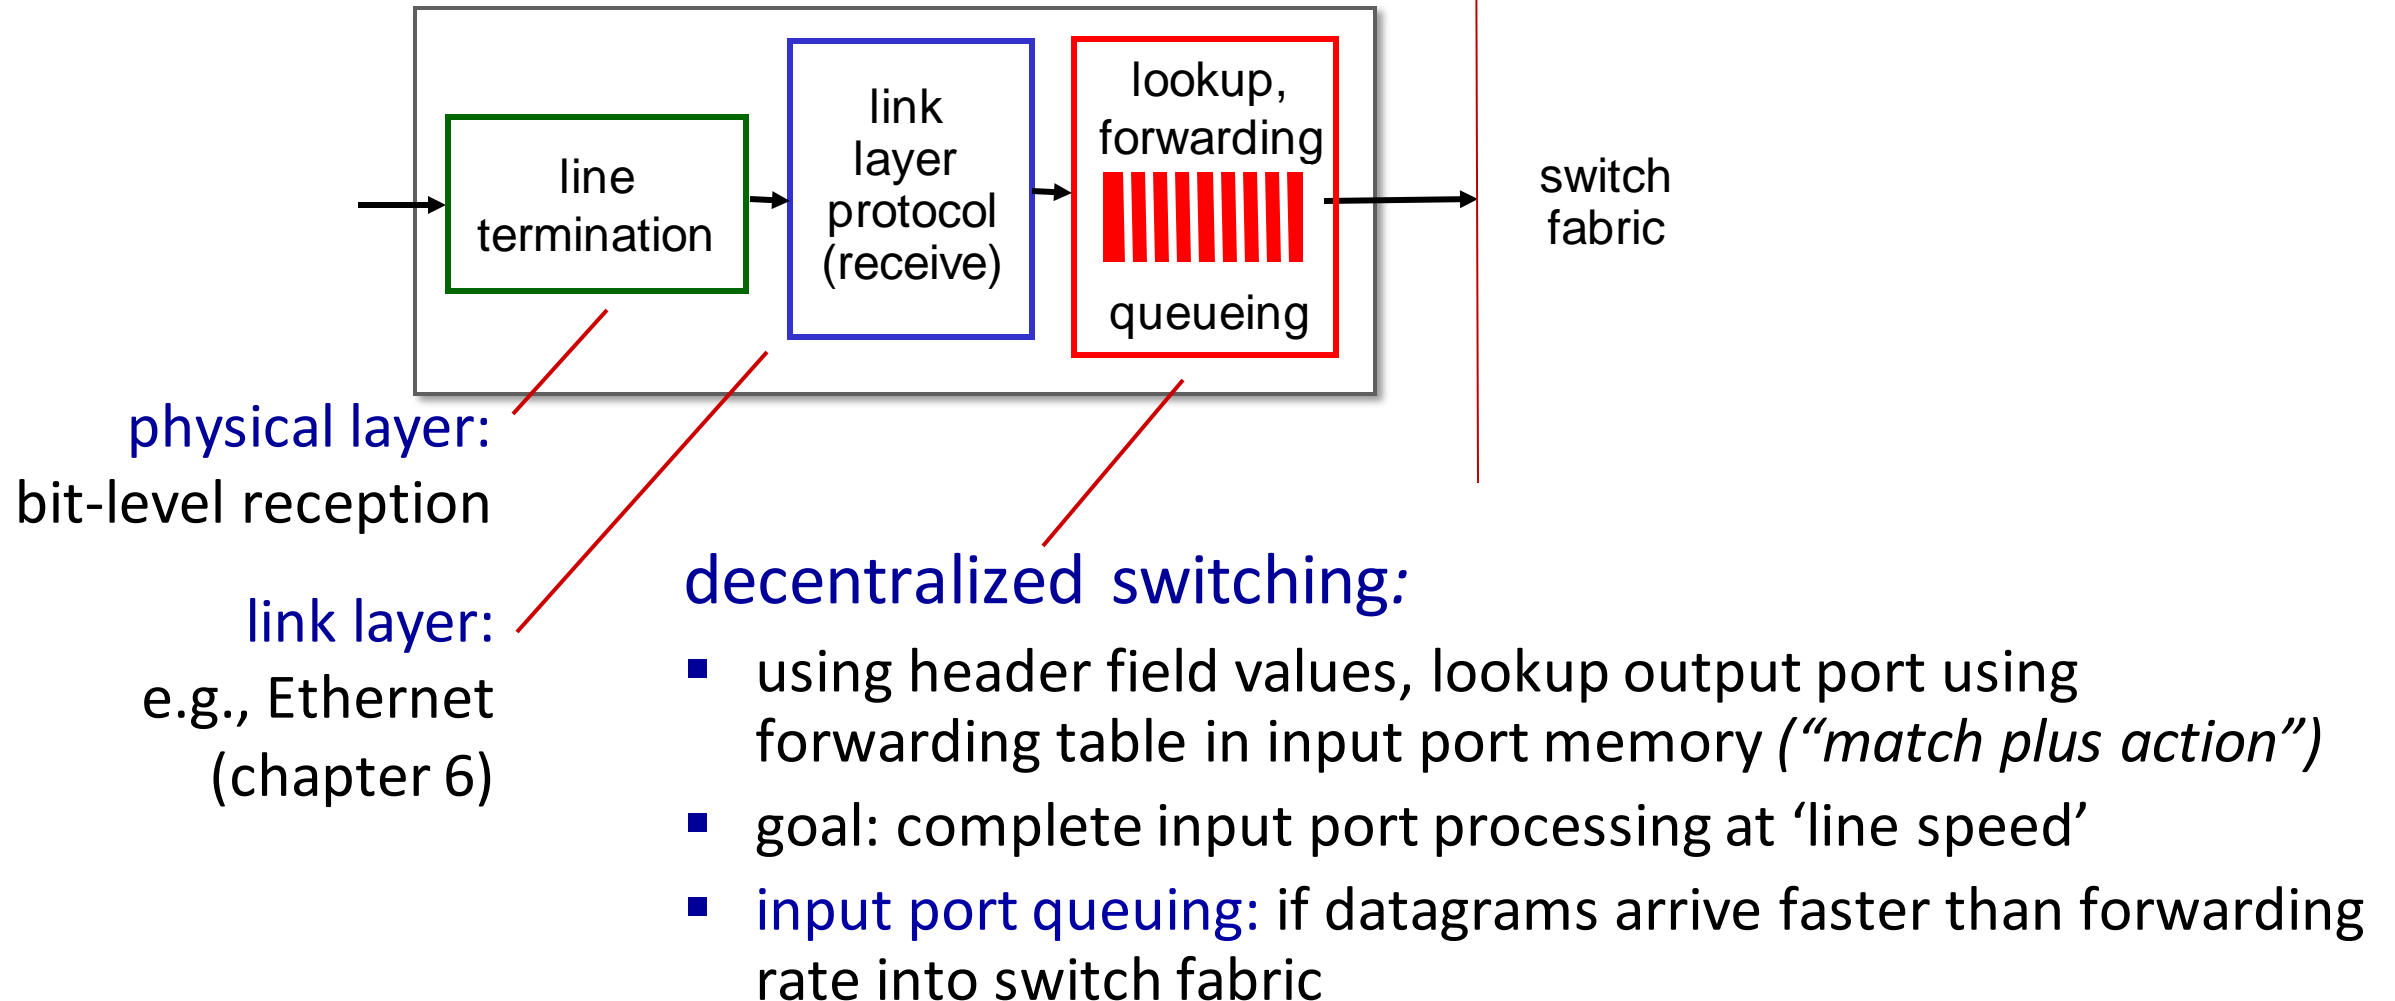 line
termination
link
layer
protocol
(receive)
lookup,
forwarding
queueing
switch
fabric
physical layer:
bit-level reception
link layer:
e.g., Ethernet
(chapter 6)
decentralized switching:
▪ using header field values, lookup output port using
forwarding table in input port memory (“match plus action”)
▪ goal: complete input port processing at ‘line speed’
▪ input port queuing: if datagrams arrive faster than forwarding
rate into switch fabric